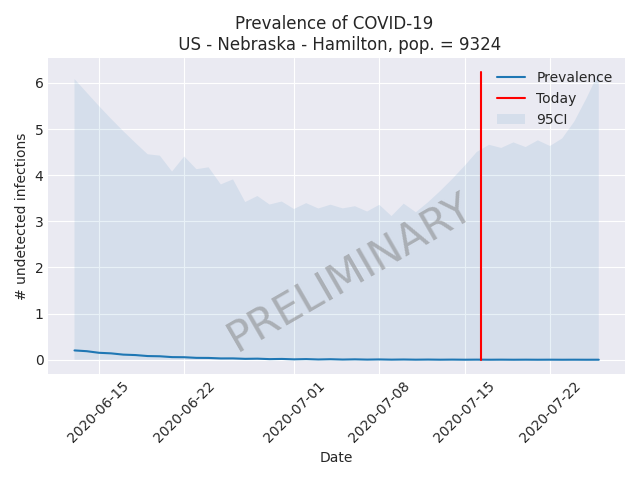 Prevalence of COVID-19
US - Nebraska - Hamilton, pop. = 9324
Prevalence
Today
95CI
6
5
4
3
2
1
0
# undetected infections
PRELIMINARY
2020-06-15
2020-06-22
2020-07-01
2020-07-08
2020-07-15
2020-07-22
Date